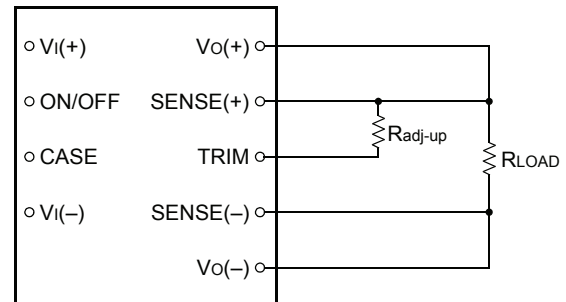 VI(+) VO(+)
ON/OFF SENSE(+)
Radj-up
CASE TRIM
RLOAD
VI(–) SENSE(–)
VO(–)